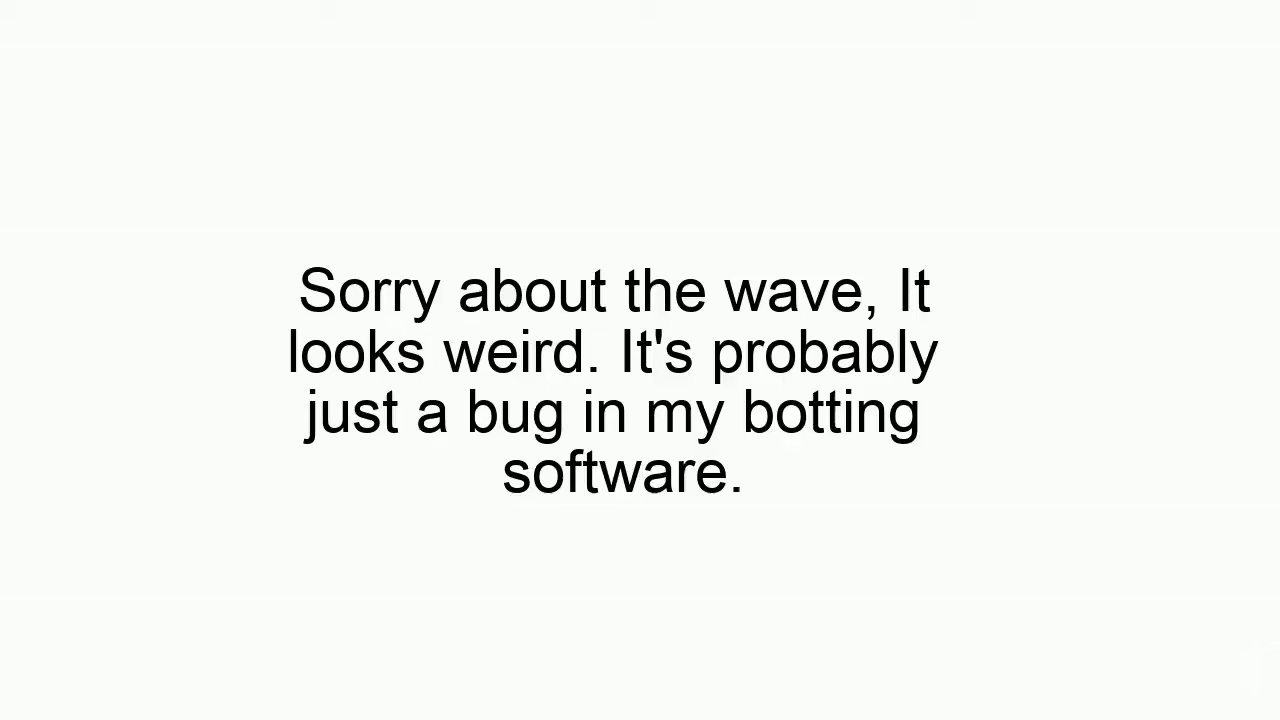 Sorry about the wave, It
looks weird. It's probably
just a bug in my botting
software.